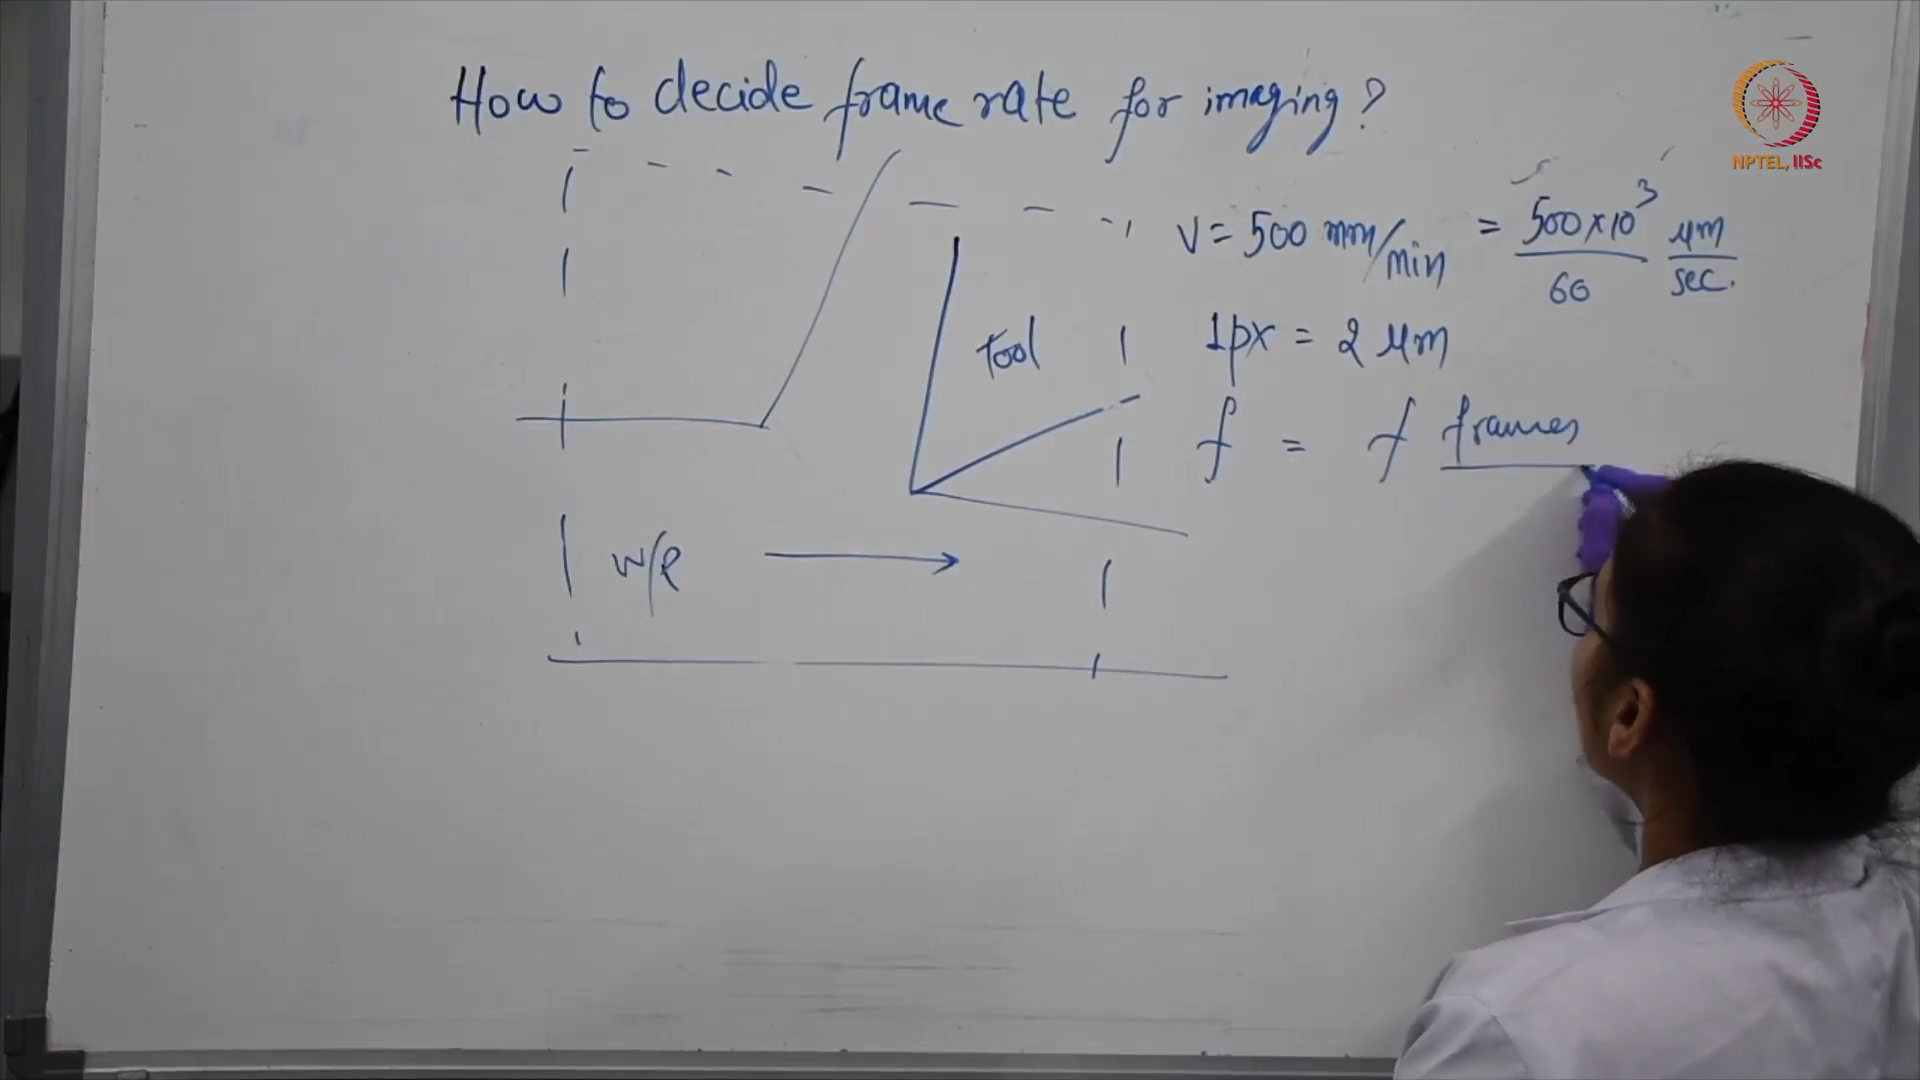 How to decide frame rate for imaging?
NPTEL, IISc
V = 500 mm/min = 500×10³/60 μm/sec.
Tool
1px = 2 μm
f = f frames
W/P